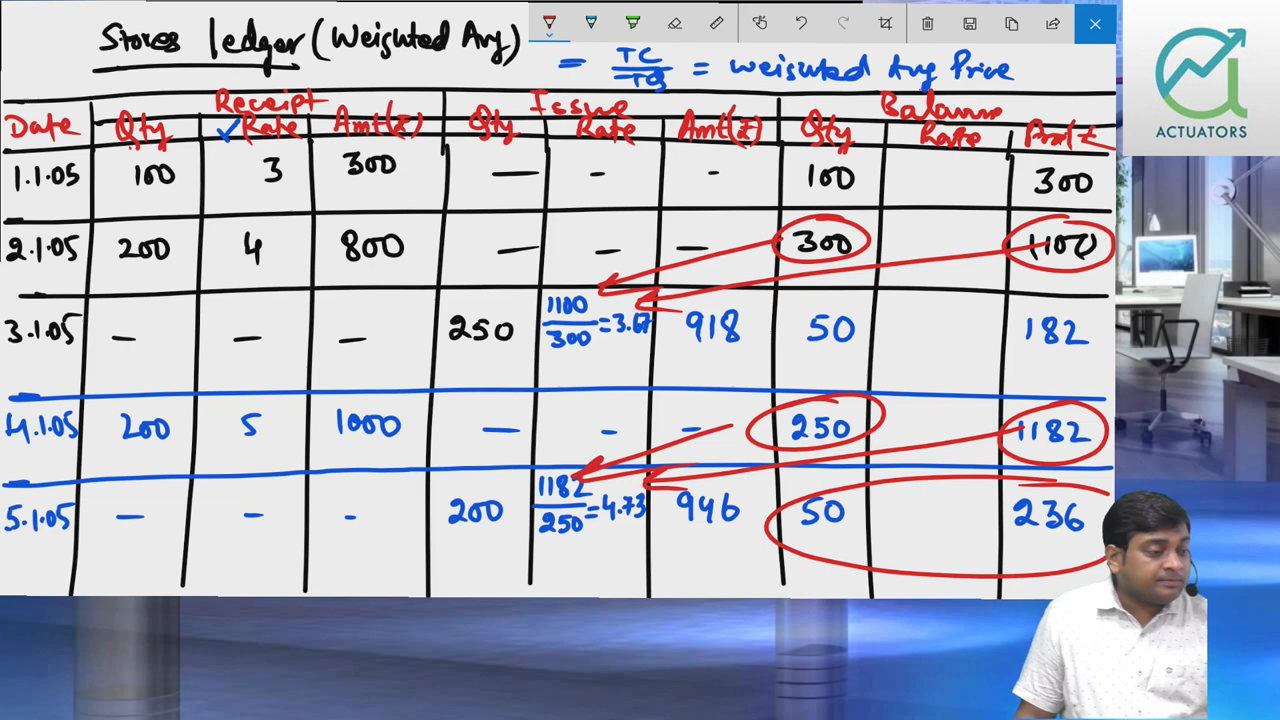 Stores ledger (Weighted Avg)
= TC/TQ = Weighted Avg Price
ACTUATORS
Receipt Issue Balance
Date Qty ✓Rate Amt(₹) Qty Rate Amt(₹) Qty Rate Amt ₹
1.1.05 100 3 300 — - - 100 300
2.1.05 200 4 800 — - — 300 1100
3.1.05 — — — 250 1100/300 = 3.67 918 50 182
4.1.05 200 5 1000 — - - 250 1182
5.1.05 — - - 200 1182/250 = 4.73 946 50 236